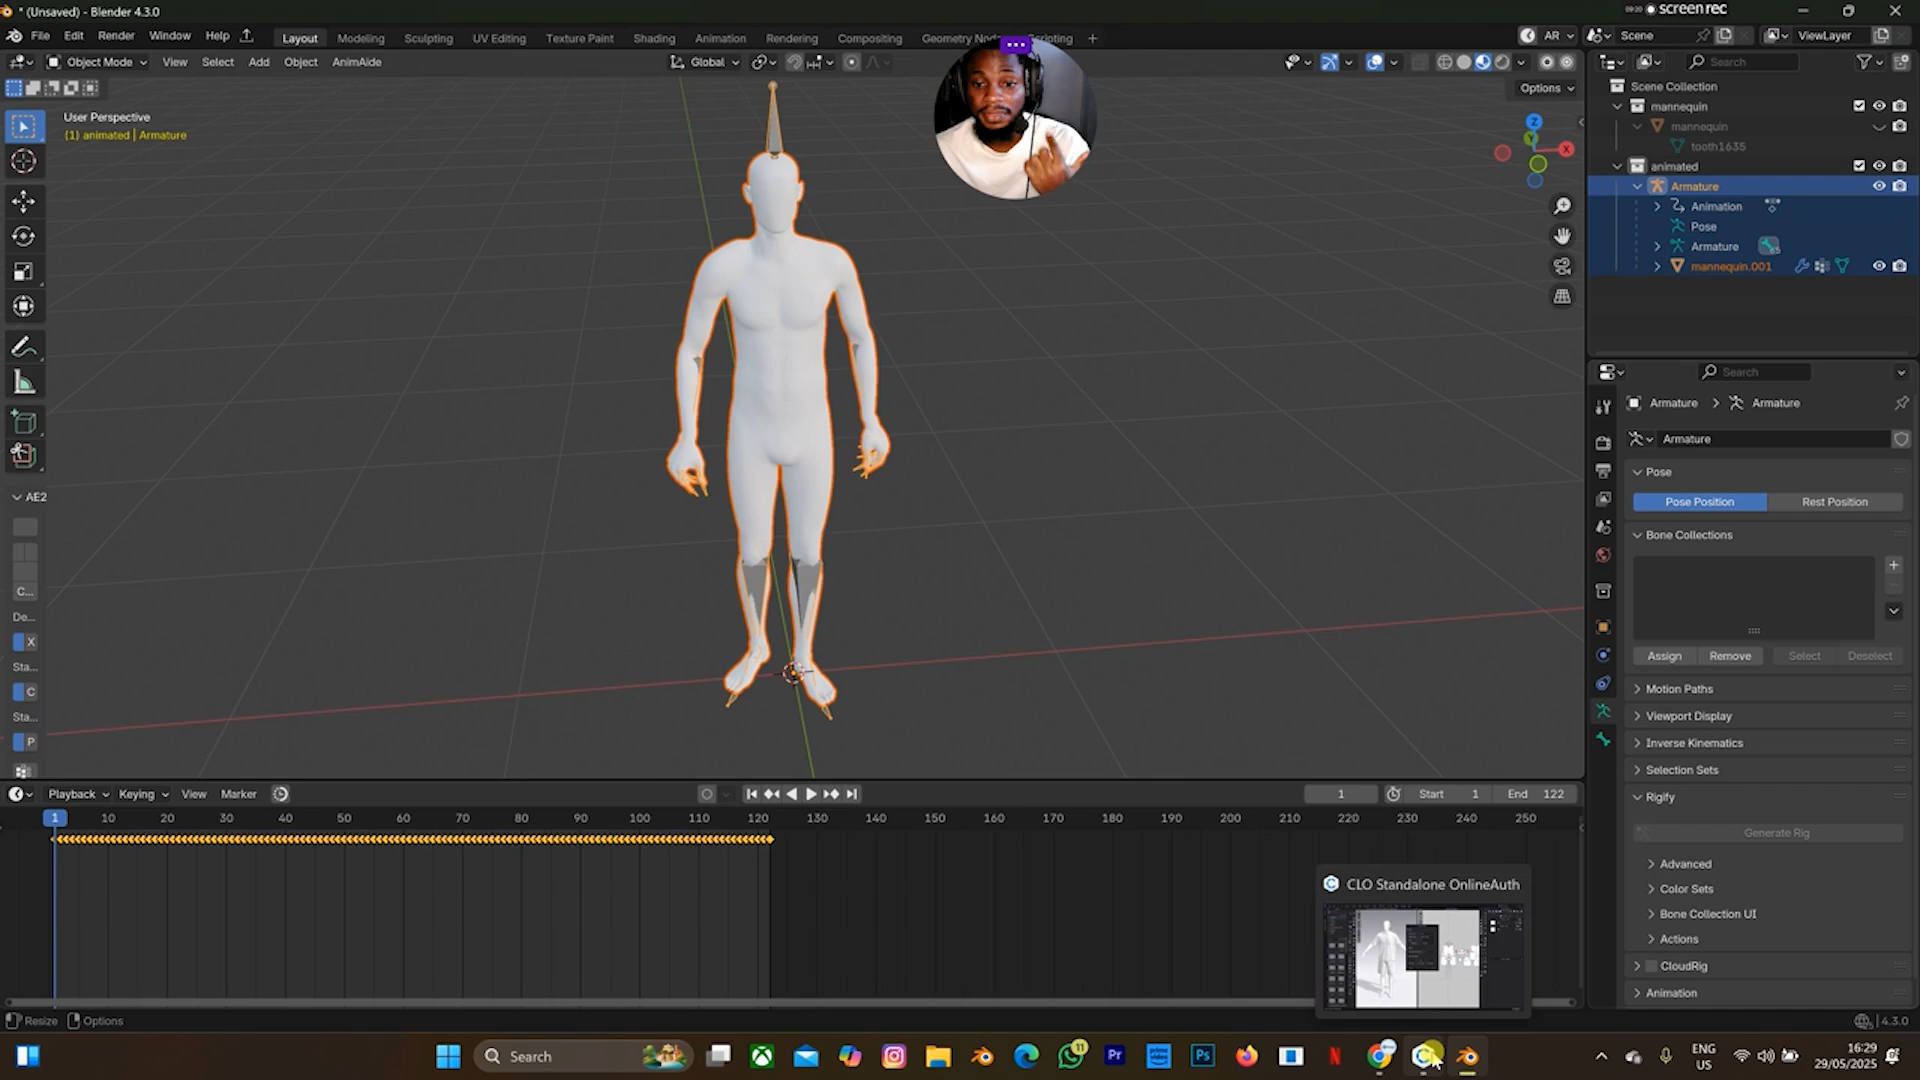 * (Unsaved) - Blender 4.3.0
screen rec
File Edit Render Window Help
Layout Modeling Sculpting UV Editing Texture Paint Shading Animation Rendering Compositing Geometry
AR Scene ViewLayer
Object Mode View Select Add Object AnimAide
Global
Search
Options
User Perspective
(1) animated | Armature
Scene Collection
mannequin
mannequin
tooth1635
animated
Armature
Animation
Pose
Armature
mannequin.001
Z
Y
X
Search
Armature > Armature
Armature
Pose
Pose Position Rest Position
Bone Collections
Assign Remove Select Deselect
Motion Paths
Viewport Display
Inverse Kinematics
Selection Sets
Rigify
Generate Rig
Advanced
Color Sets
Bone Collection UI
Actions
CloudRig
Animation
AE2
C...
De...
X
Sta...
C
Sta...
P
Playback Keying View Marker
1 Start 1 End 122
1 10 20 30 40 50 60 70 80 90 100 110 120 130 140 150 160 170 180 190 200 210 220 230 240 250
CLO Standalone OnlineAuth
Resize Options
4.3.0
Search
11
Pr
Ps
ENG
US
16:29
29/05/2025